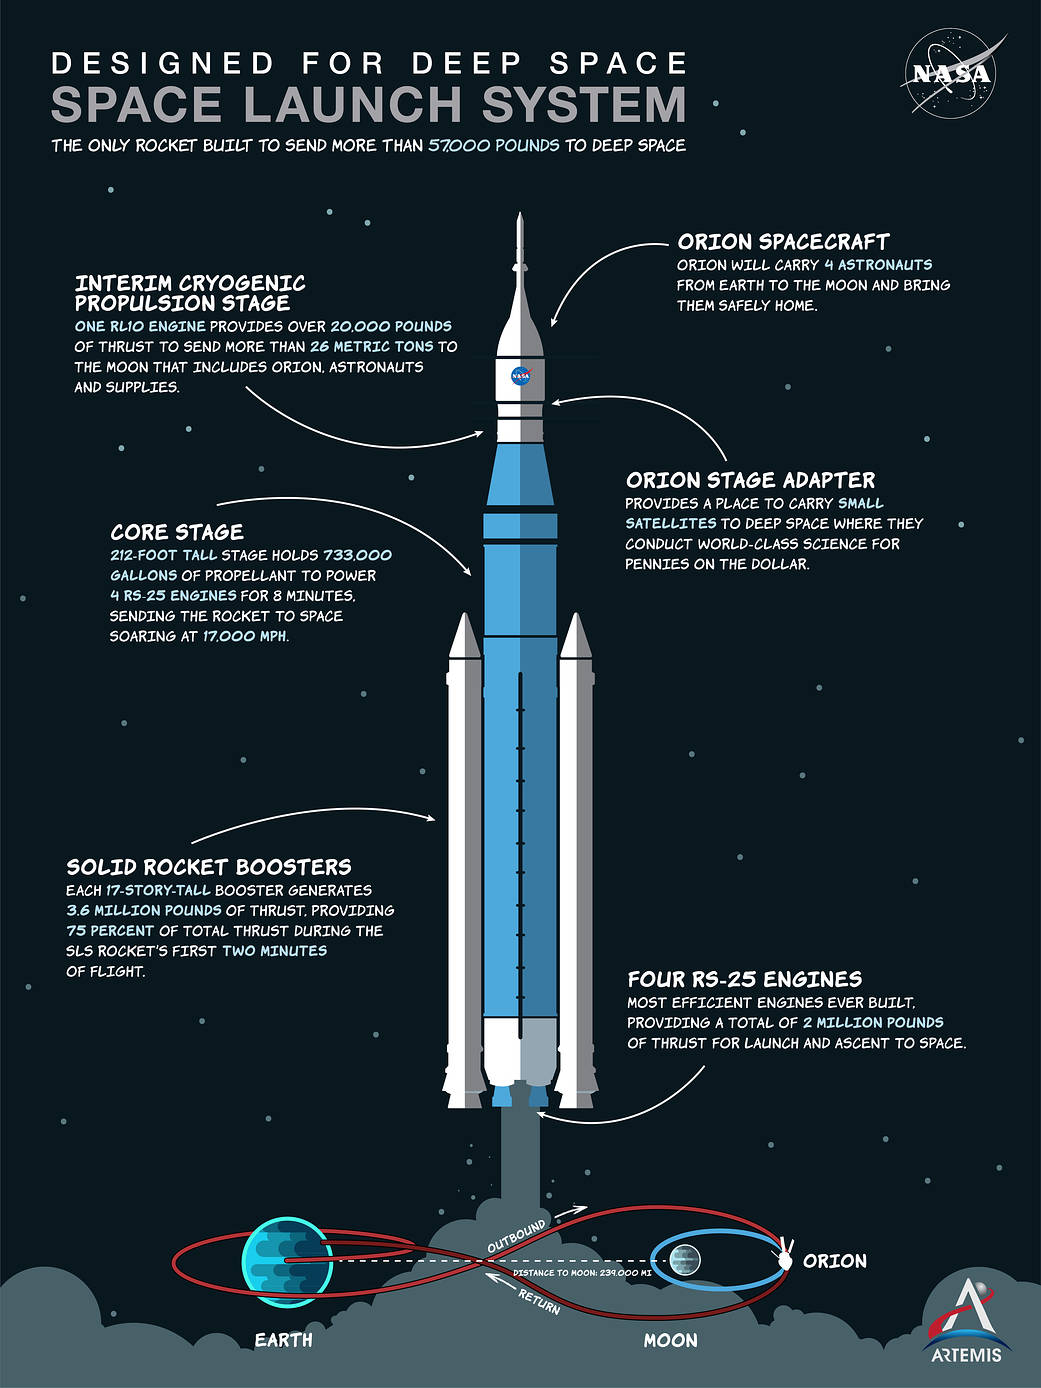 DESIGNED FOR DEEP SPACE
SPACE LAUNCH SYSTEM
THE ONLY ROCKET BUILT TO SEND MORE THAN 57,000 POUNDS TO DEEP SPACE
NASA
ORION SPACECRAFT
ORION WILL CARRY 4 ASTRONAUTS
FROM EARTH TO THE MOON AND BRING
THEM SAFELY HOME.
INTERIM CRYOGENIC
PROPULSION STAGE
ONE RL10 ENGINE PROVIDES OVER 20,000 POUNDS
OF THRUST TO SEND MORE THAN 26 METRIC TONS TO
THE MOON THAT INCLUDES ORION, ASTRONAUTS
AND SUPPLIES.
NASA
ORION STAGE ADAPTER
PROVIDES A PLACE TO CARRY SMALL
SATELLITES TO DEEP SPACE WHERE THEY
CONDUCT WORLD-CLASS SCIENCE FOR
PENNIES ON THE DOLLAR.
CORE STAGE
212-FOOT TALL STAGE HOLDS 733,000
GALLONS OF PROPELLANT TO POWER
4 RS-25 ENGINES FOR 8 MINUTES,
SENDING THE ROCKET TO SPACE
SOARING AT 17,000 MPH.
SOLID ROCKET BOOSTERS
EACH 17-STORY-TALL BOOSTER GENERATES
3.6 MILLION POUNDS OF THRUST, PROVIDING
75 PERCENT OF TOTAL THRUST DURING THE
SLS ROCKET'S FIRST TWO MINUTES
OF FLIGHT.
FOUR RS-25 ENGINES
MOST EFFICIENT ENGINES EVER BUILT,
PROVIDING A TOTAL OF 2 MILLION POUNDS
OF THRUST FOR LAUNCH AND ASCENT TO SPACE.
OUTBOUND
DISTANCE TO MOON: 239,000 MI
RETURN
ORION
EARTH
MOON
ARTEMIS